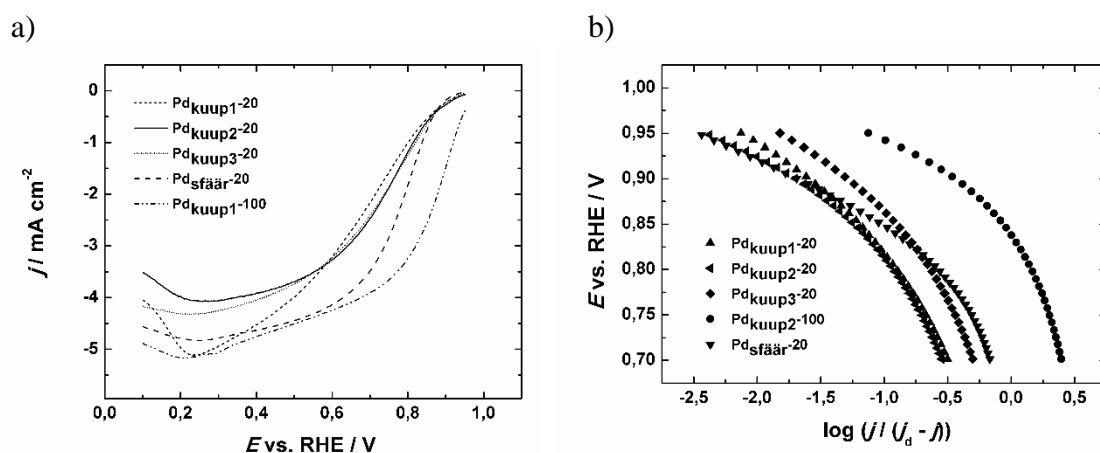 a)
0
-1
-2
-3
-4
-5
j / mA cm-2
Pdkuup1-20
Pdkuup2-20
Pdkuup3-20
Pdsfäär-20
Pdkuup1-100
0,0 0,2 0,4 0,6 0,8 1,0
E vs. RHE / V
b)
1,00
0,95
0,90
0,85
0,80
0,75
0,70
E vs. RHE / V
Pdkuup1-20
Pdkuup2-20
Pdkuup3-20
Pdkuup2-100
Pdsfäär-20
-2,5 -2,0 -1,5 -1,0 -0,5 0,0 0,5
log (j / (jd - j))